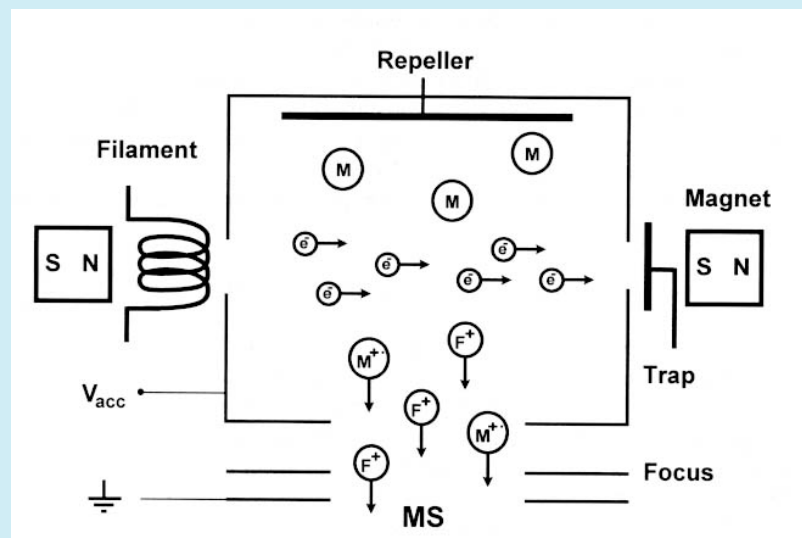 Repeller
Filament
M
M
M
Magnet
S N
S N
e⁻
e⁻
e⁻
e⁻
e⁻
e⁻
F⁺
M⁺·
Trap
Vacc
F⁺
M⁺·
F⁺
Focus
MS